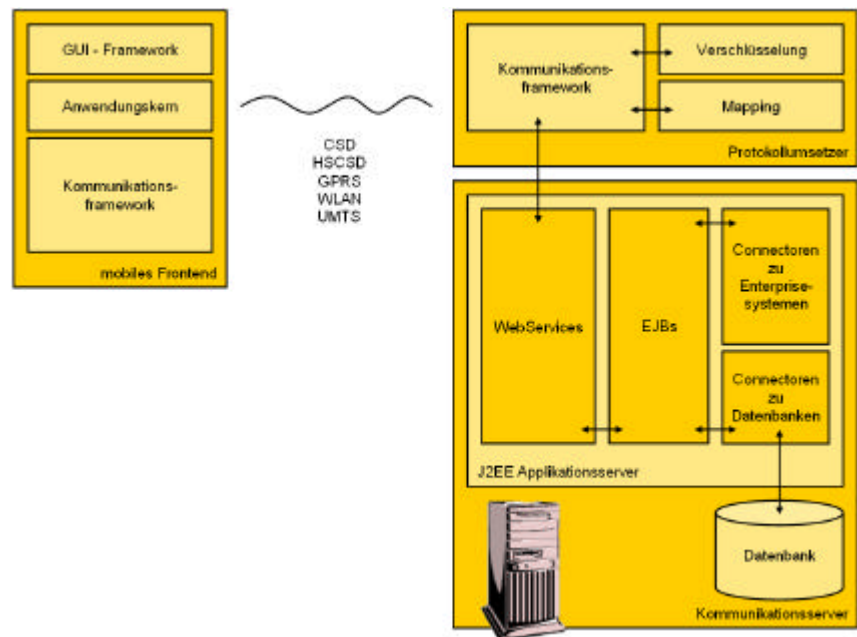 GUI - Framework
Anwendungskern
Kommunikations-
framework
mobiles Frontend
CSD
HSCSD
GPRS
WLAN
UMTS
Kommunikations-
framework
Verschlüsselung
Mapping
Protokollumsetzer
WebServices
EJBs
Connectoren
zu
Enterprise-
systemen
Connectoren
zu
Datenbanken
J2EE Applikationsserver
Datenbank
Kommunikationsserver